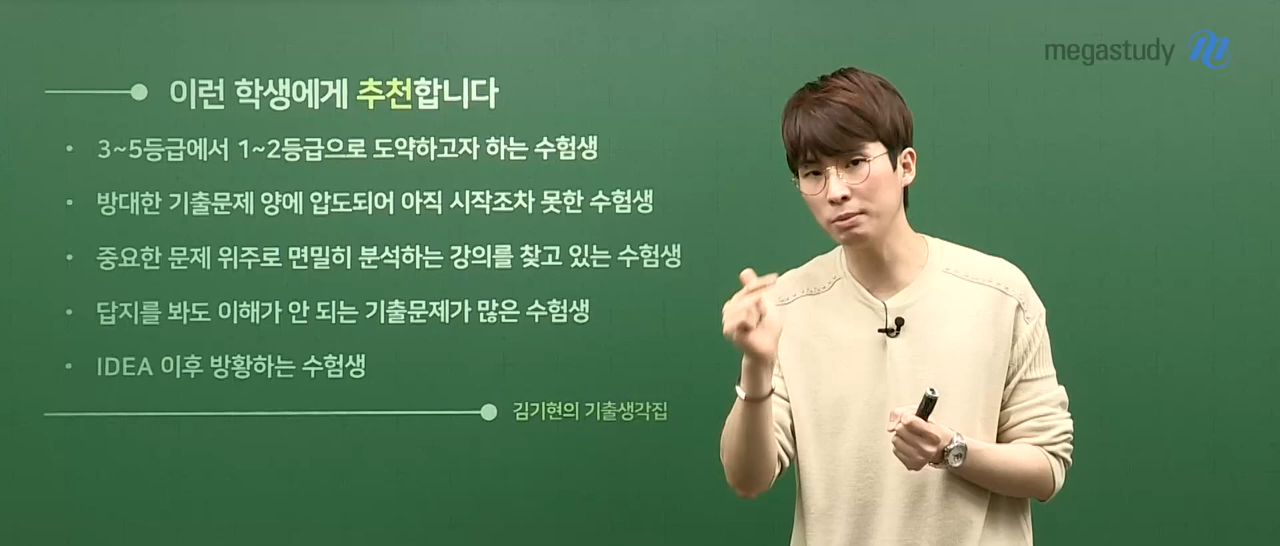 megastudy
이런 학생에게 추천합니다
• 3~5등급에서 1~2등급으로 도약하고자 하는 수험생
• 방대한 기출문제 양에 압도되어 아직 시작조차 못한 수험생
• 중요한 문제 위주로 면밀히 분석하는 강의를 찾고 있는 수험생
• 답지를 봐도 이해가 안 되는 기출문제가 많은 수험생
• IDEA 이후 방황하는 수험생
김기현의 기출생각집